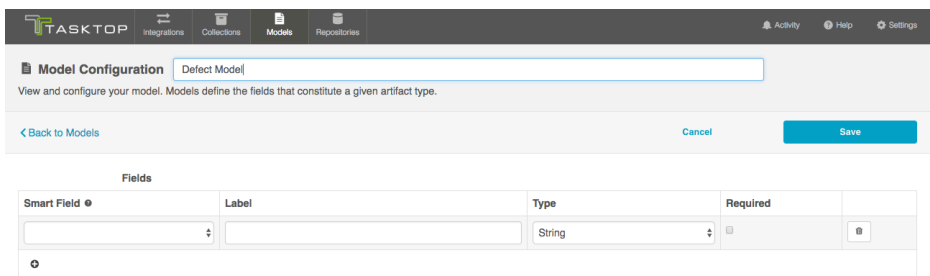 TASKTOP
Integrations Collections Models Repositories Activity Help Settings
Model Configuration Defect Model
View and configure your model. Models define the fields that constitute a given artifact type.
Back to Models Cancel Save
Fields
Smart Field Label Type Required
String